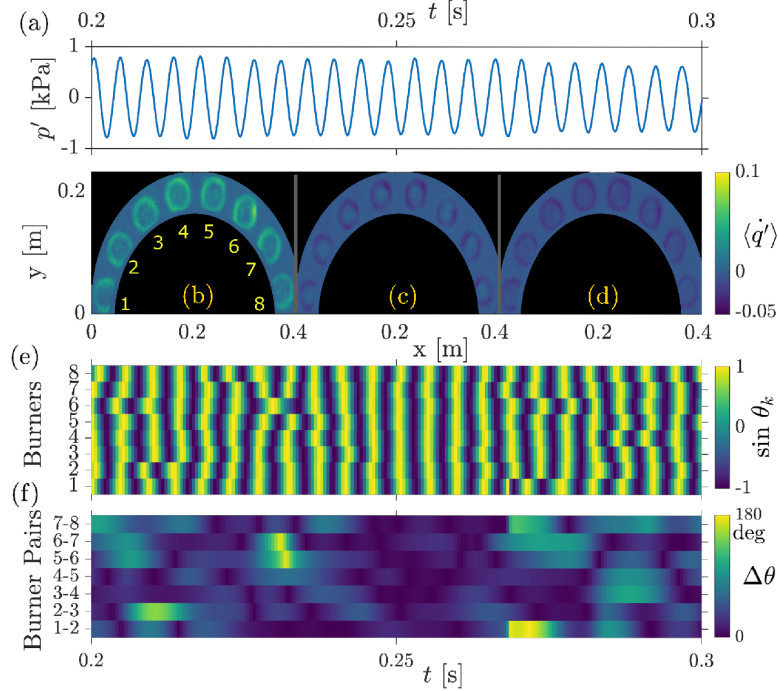 (a)
t [s]
0.2 0.25 0.3
p′ [kPa]
1
0
-1
y [m]
0.2
0
1 2 3 4 5 6 7 8
(b) (c) (d)
0 0.2 0.4 0.2 0.4 0.2 0.4
x [m]
0.1
0
-0.05
⟨q̇′⟩
(e)
Burners
8
7
6
5
4
3
2
1
1
0
-1
sin θk
(f)
Burner Pairs
7-8
6-7
5-6
4-5
3-4
2-3
1-2
180
deg
0
Δθ
0.2 0.25 0.3
t [s]